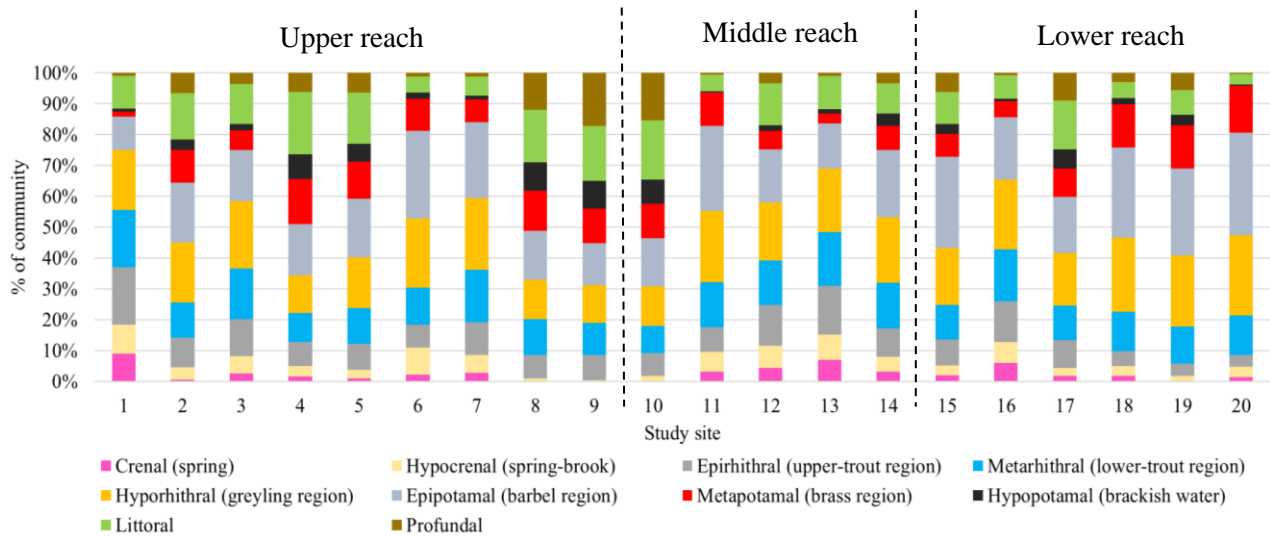 Upper reach
Middle reach
Lower reach
100%
90%
80%
70%
60%
50%
40%
30%
20%
10%
0%
% of community
1 2 3 4 5 6 7 8 9 10 11 12 13 14 15 16 17 18 19 20
Study site
Crenal (spring) Hypocrenal (spring-brook) Epirhithral (upper-trout region) Metarhithral (lower-trout region)
Hyporhithral (greyling region) Epipotamal (barbel region) Metapotamal (brass region) Hypopotamal (brackish water)
Littoral Profundal